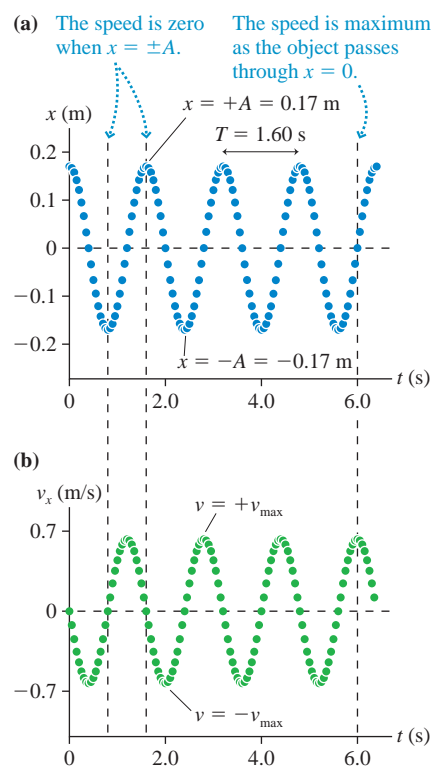 (a) The speed is zero
when x = ±A.
The speed is maximum
as the object passes
through x = 0.
x (m)
x = +A = 0.17 m
T = 1.60 s
0.2
0.1
0
−0.1
−0.2
x = −A = −0.17 m
t (s)
0 2.0 4.0 6.0
(b)
vₓ (m/s)
v = +v_max
0.7
0
−0.7
v = −v_max
t (s)
0 2.0 4.0 6.0